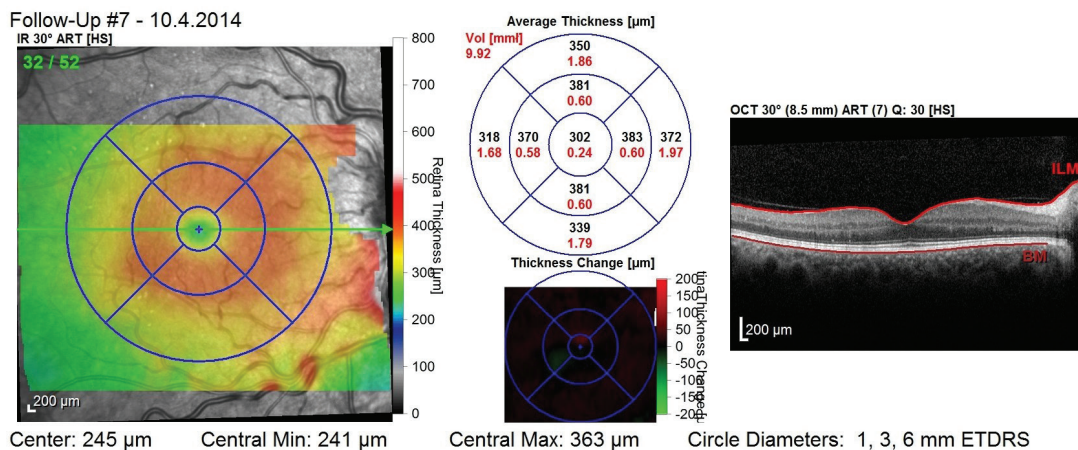 Follow-Up #7 - 10.4.2014
IR 30° ART [HS]
32 / 52
200 µm
800
700
600
500
400
300
200
100
0
Retina Thickness [µm]
Average Thickness [µm]
Vol [mm³]
9.92
350
1.86
381
0.60
318
1.68
370
0.58
302
0.24
383
0.60
372
1.97
381
0.60
339
1.79
Thickness Change [µm]
200
150
100
50
0
-50
-100
-150
-200
tinaThickness Changed
OCT 30° (8.5 mm) ART (7) Q: 30 [HS]
ILM
BM
200 µm
Center: 245 µm Central Min: 241 µm Central Max: 363 µm Circle Diameters: 1, 3, 6 mm ETDRS